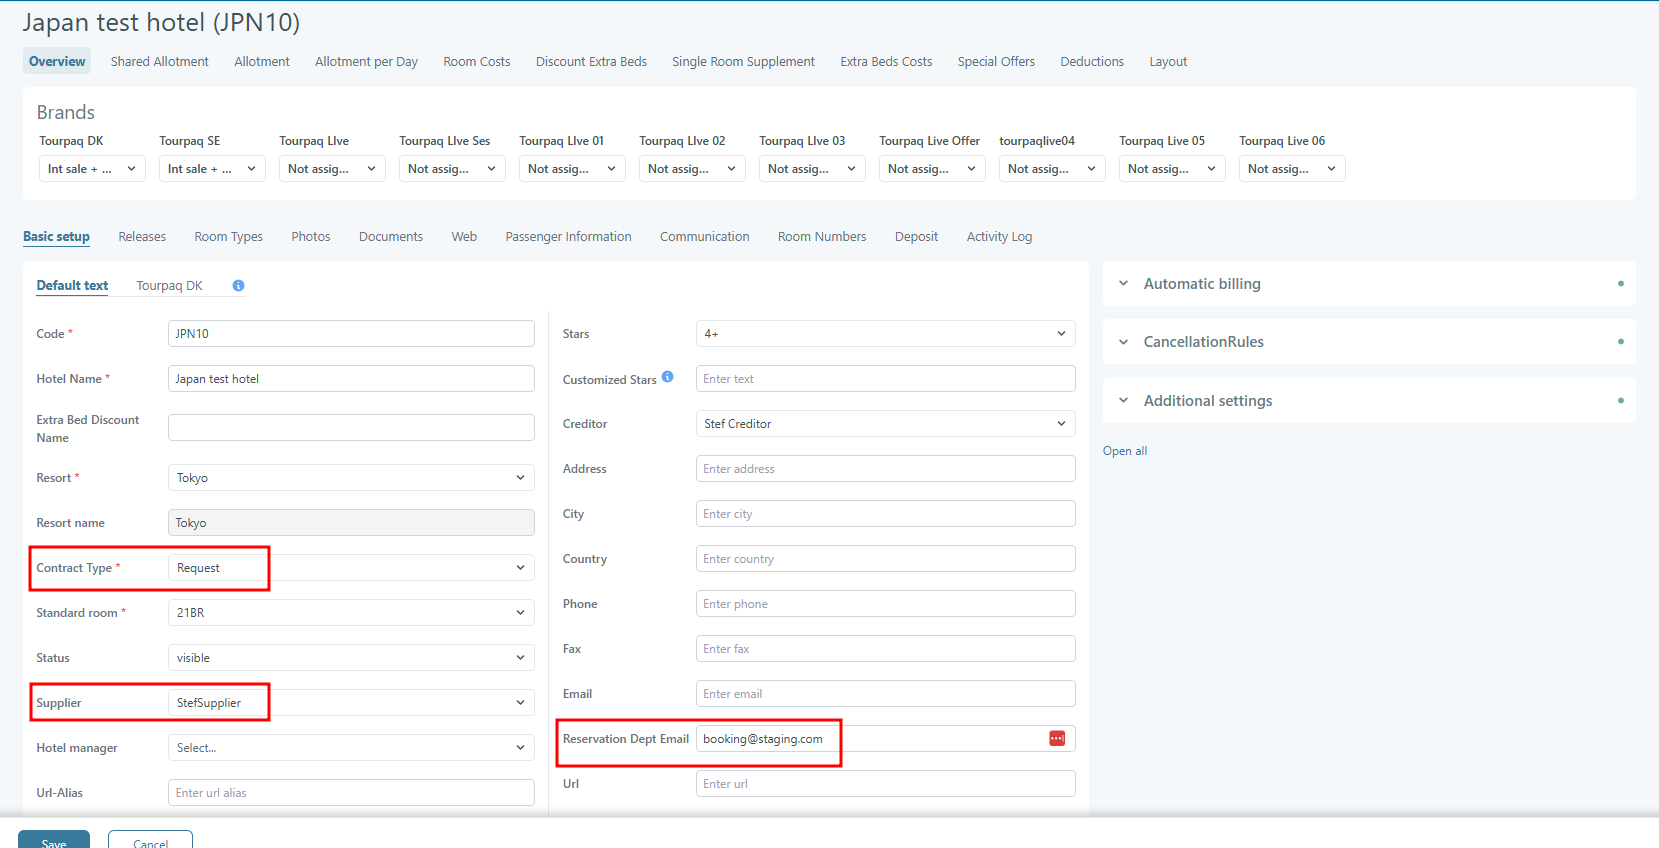 Japan test hotel (JPN10)
Overview Shared Allotment Allotment Allotment per Day Room Costs Discount Extra Beds Single Room Supplement Extra Beds Costs Special Offers Deductions Layout
Brands
Tourpaq DK Tourpaq SE Tourpaq LIve Tourpaq LIve Ses Tourpaq LIve 01 Tourpaq LIve 02 Tourpaq LIve 03 Tourpaq Live Offer tourpaqlive04 Tourpaq Live 05 Tourpaq Live 06
Int sale + ... Int sale + ... Not assig... Not assig... Not assig... Not assig... Not assig... Not assig... Not assig... Not assig... Not assig...
Basic setup Releases Room Types Photos Documents Web Passenger Information Communication Room Numbers Deposit Activity Log
Default text Tourpaq DK
Code * JPN10
Hotel Name * Japan test hotel
Extra Bed Discount
Name
Resort * Tokyo
Resort name Tokyo
Contract Type * Request
Standard room * 21BR
Status visible
Supplier StefSupplier
Hotel manager Select...
Url-Alias Enter url alias
Stars 4+
Customized Stars Enter text
Creditor Stef Creditor
Address Enter address
City Enter city
Country Enter country
Phone Enter phone
Fax Enter fax
Email Enter email
Reservation Dept Email booking@staging.com
Url Enter url
Automatic billing
CancellationRules
Additional settings
Open all
Save Cancel